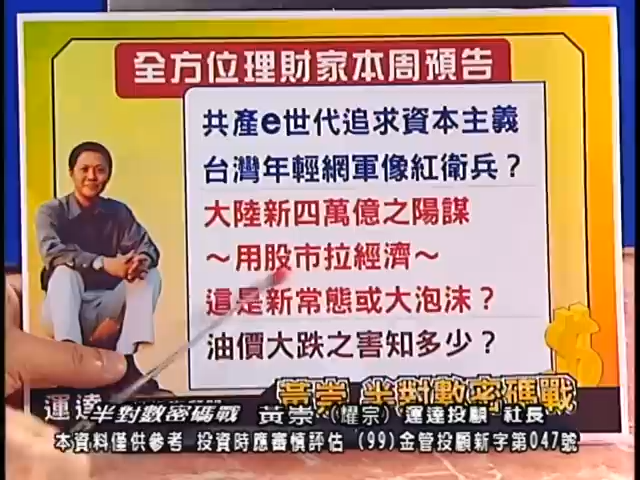 全方位理財家本周預告
共產e世代追求資本主義
台灣年輕網軍像紅衛兵？
大陸新四萬億之陽謀
～用股市拉經濟～
這是新常態或大泡沫？
油價大跌之害知多少？
黃崇 半對數密碼戰
運達
半對數密碼戰 黃崇（耀宗） 運達投顧 社長
本資料僅供參考 投資時應審慎評估 (99)金管投顧新字第047號